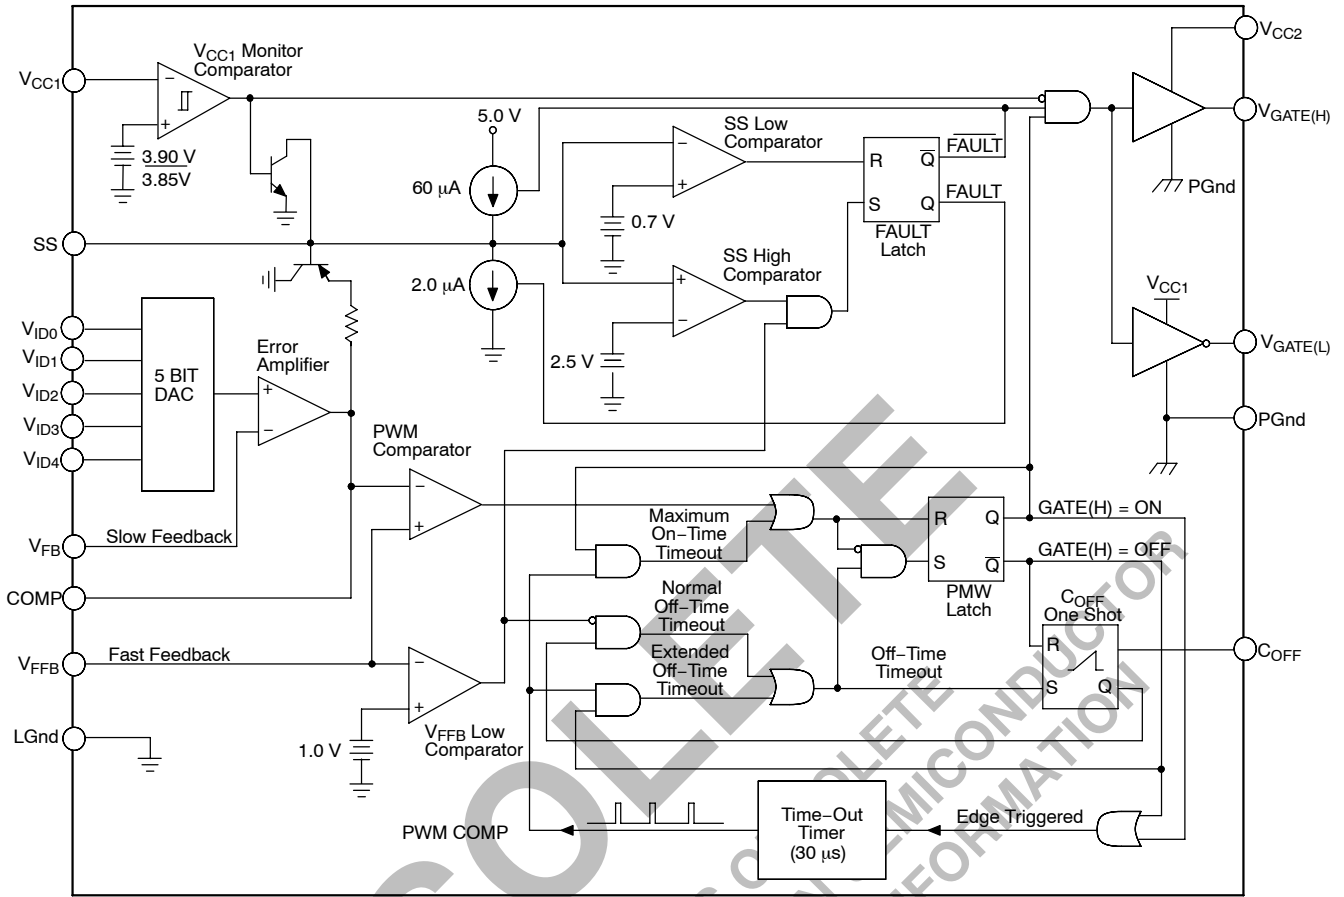 VCC1 Monitor
Comparator
VCC1
−
+
3.90 V
3.85V
5.0 V
60 μA
2.0 μA
SS
SS Low
Comparator
−
+
0.7 V
SS High
Comparator
+
−
2.5 V
R
Q
S
Q
FAULT
FAULT
FAULT
Latch
VCC2
VGATE(H)
PGnd
VCC1
VGATE(L)
PGnd
VID0
VID1
VID2
VID3
VID4
5 BIT
DAC
Error
Amplifier
+
−
PWM
Comparator
−
+
VFB
Slow Feedback
COMP
VFFB
Fast Feedback
LGnd
−
+
1.0 V
VFFB Low
Comparator
Maximum
On−Time
Timeout
Normal
Off−Time
Timeout
Extended
Off−Time
Timeout
R
Q
S
Q
PMW
Latch
GATE(H) = ON
GATE(H) = OFF
COFF
One Shot
R
S
Q
COFF
Off−Time
Timeout
PWM COMP
Time−Out
Timer
(30 μs)
Edge Triggered
OLETE
OLETE
MICONDUCTOR